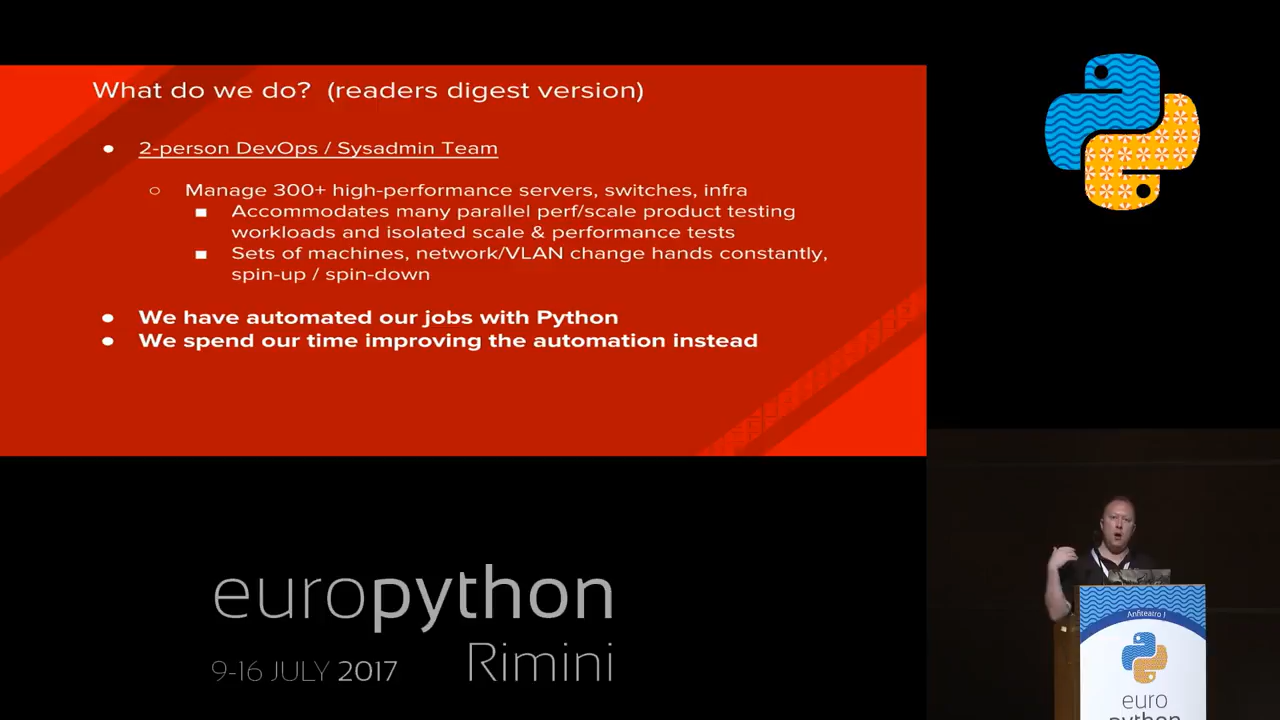 What do we do? (readers digest version)
● 2-person DevOps / Sysadmin Team
○ Manage 300+ high-performance servers, switches, infra
■ Accommodates many parallel perf/scale product testing
workloads and isolated scale & performance tests
■ Sets of machines, network/VLAN change hands constantly,
spin-up / spin-down
● We have automated our jobs with Python
● We spend our time improving the automation instead
europython
9-16 JULY 2017 Rimini
Anfiteatro 1
euro
python